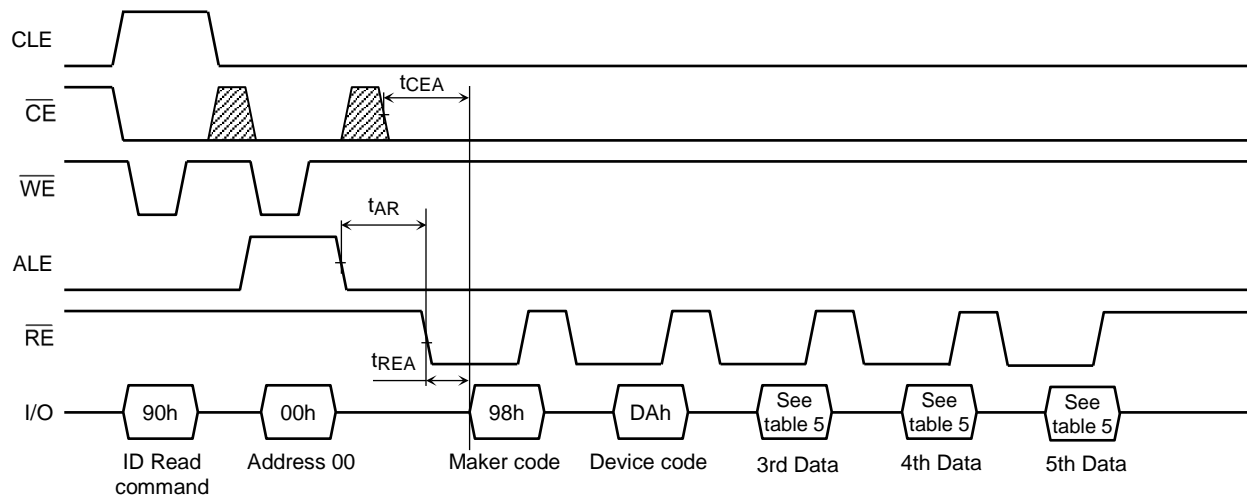 CLE
tCEA
CE
WE
tAR
ALE
RE
tREA
I/O
90h
00h
98h
DAh
See
table 5
See
table 5
See
table 5
ID Read
command
Address 00
Maker code
Device code
3rd Data
4th Data
5th Data